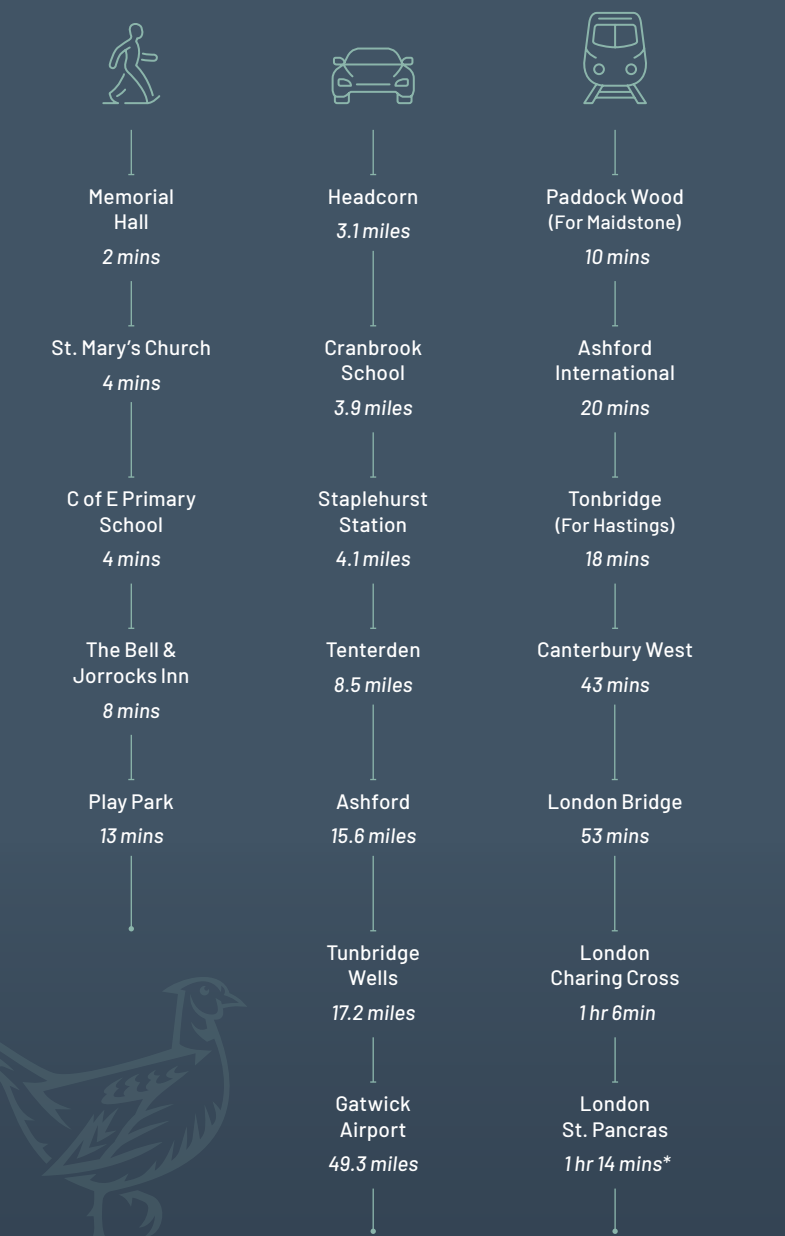 Memorial
Hall
2 mins
St. Mary’s Church
4 mins
C of E Primary
School
4 mins
The Bell &
Jorrocks Inn
8 mins
Play Park
13 mins
Headcorn
3.1 miles
Cranbrook
School
3.9 miles
Staplehurst
Station
4.1 miles
Tenterden
8.5 miles
Ashford
15.6 miles
Tunbridge
Wells
17.2 miles
Gatwick
Airport
49.3 miles
Paddock Wood
(For Maidstone)
10 mins
Ashford
International
20 mins
Tonbridge
(For Hastings)
18 mins
Canterbury West
43 mins
London Bridge
53 mins
London
Charing Cross
1 hr 6min
London
St. Pancras
1 hr 14 mins*